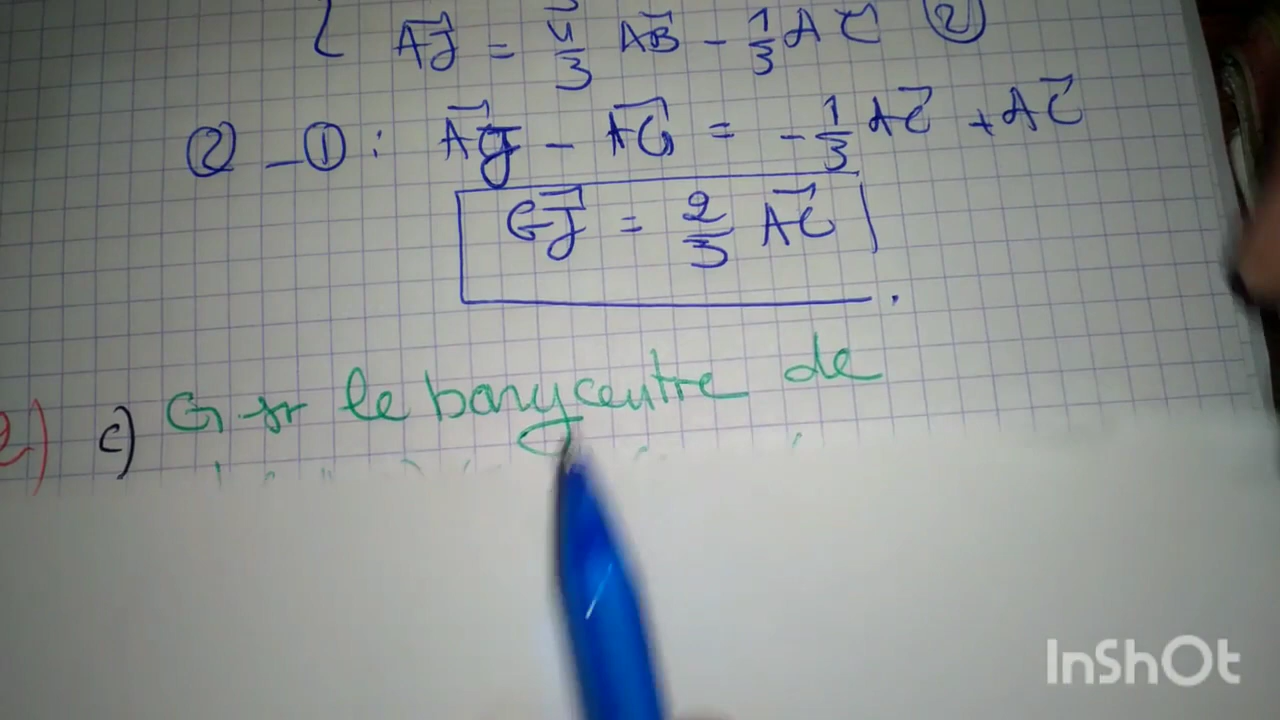 { AJ⃗ = 4/3 AB⃗ - 1/3 AC⃗ ②
② - ① : AJ⃗ - AG⃗ = - 1/3 AC⃗ + AC⃗
GJ⃗ = 2/3 AC⃗ .
2) c) G est le barycentre de
InShOt